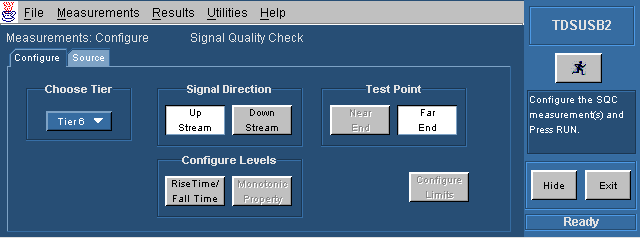 File Measurements Results Utilities Help
TDSUSB2
Measurements: Configure Signal Quality Check
Configure Source
Choose Tier
Tier6
Signal Direction
Up Stream
Down Stream
Test Point
Near End
Far End
Configure Levels
RiseTime/ Fall Time
Monotonic Property
Configure Limits
Configure the SQC
measurement(s) and
Press RUN.
Hide Exit
Ready